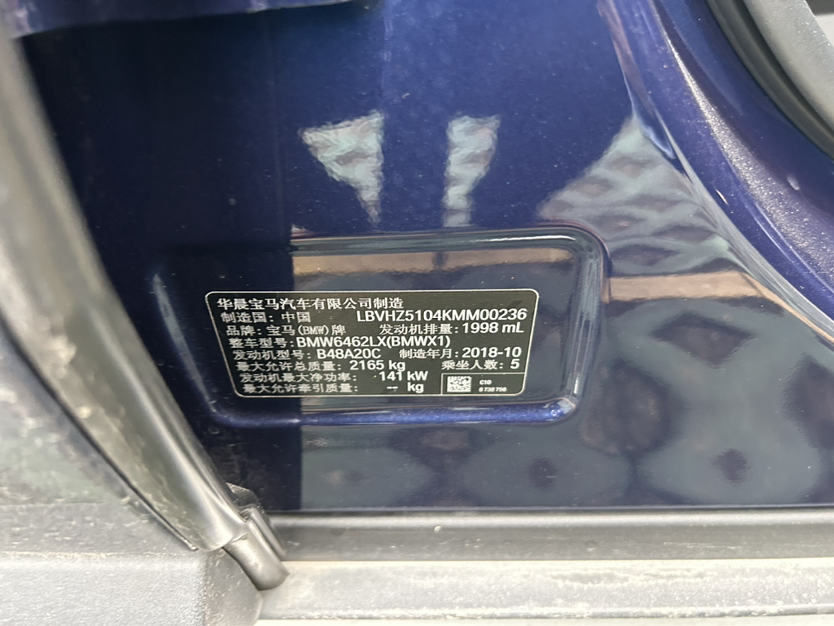 华晨宝马汽车有限公司制造
制造国: 中国 LBVHZ5104KMM00236
品牌: 宝马(BMW)牌 发动机排量: 1998 mL
整车型号: BMW6462LX(BMWX1)
发动机型号: B48A20C 制造年月: 2018-10
最大允许总质量: 2165 kg 乘坐人数: 5
发动机最大净功率: 141 kW
最大允许牵引质量: -- kg
C10